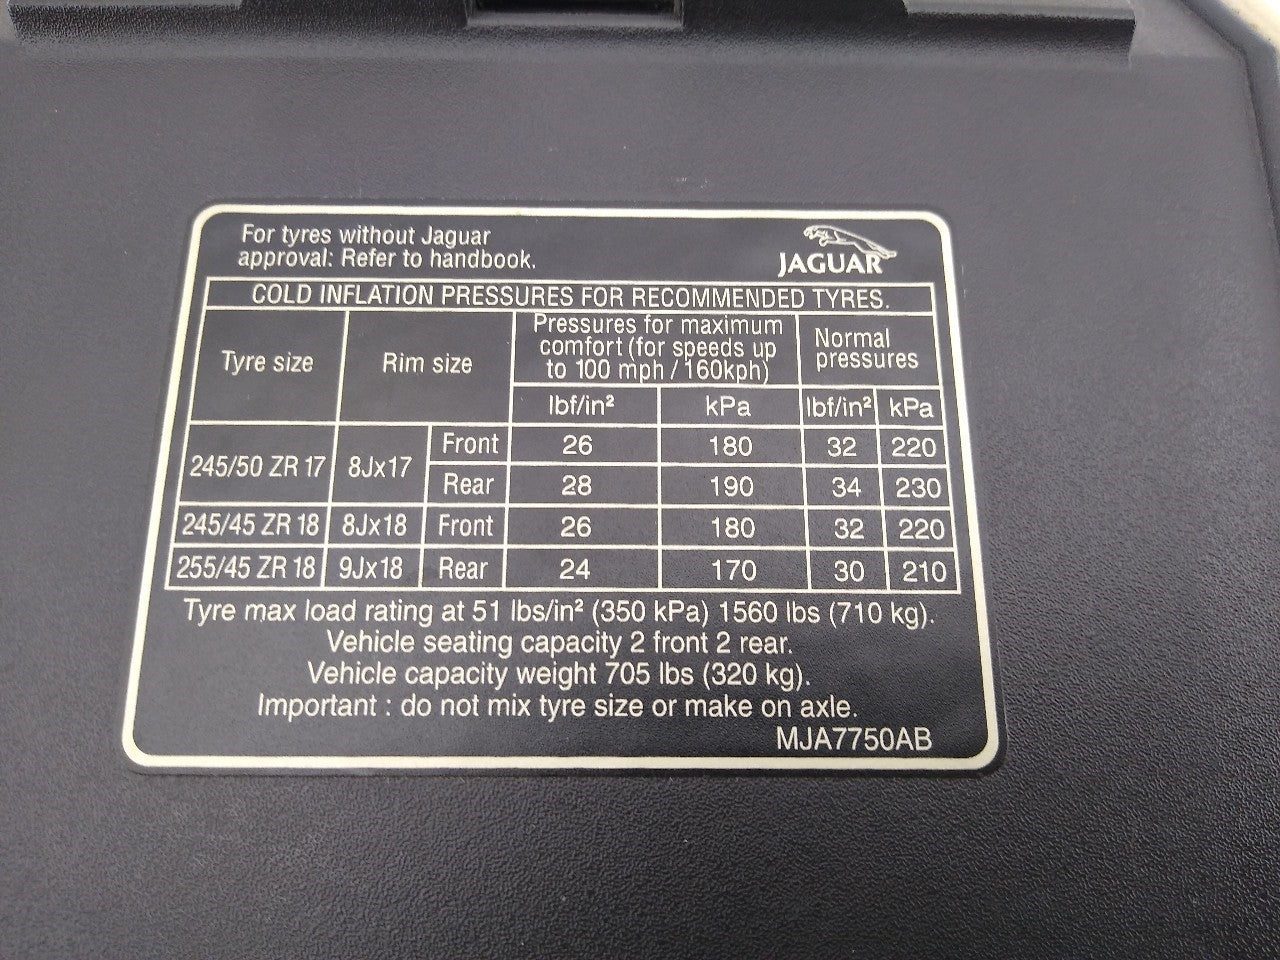 For tyres without Jaguar
approval: Refer to handbook.
JAGUAR
COLD INFLATION PRESSURES FOR RECOMMENDED TYRES.
Tyre size
Rim size
Pressures for maximum
comfort (for speeds up
to 100 mph / 160kph)
Normal
pressures
lbf/in² kPa lbf/in² kPa
245/50 ZR 17 8Jx17
Front 26 180 32 220
Rear 28 190 34 230
245/45 ZR 18 8Jx18 Front 26 180 32 220
255/45 ZR 18 9Jx18 Rear 24 170 30 210
Tyre max load rating at 51 lbs/in² (350 kPa) 1560 lbs (710 kg).
Vehicle seating capacity 2 front 2 rear.
Vehicle capacity weight 705 lbs (320 kg).
Important : do not mix tyre size or make on axle.
MJA7750AB